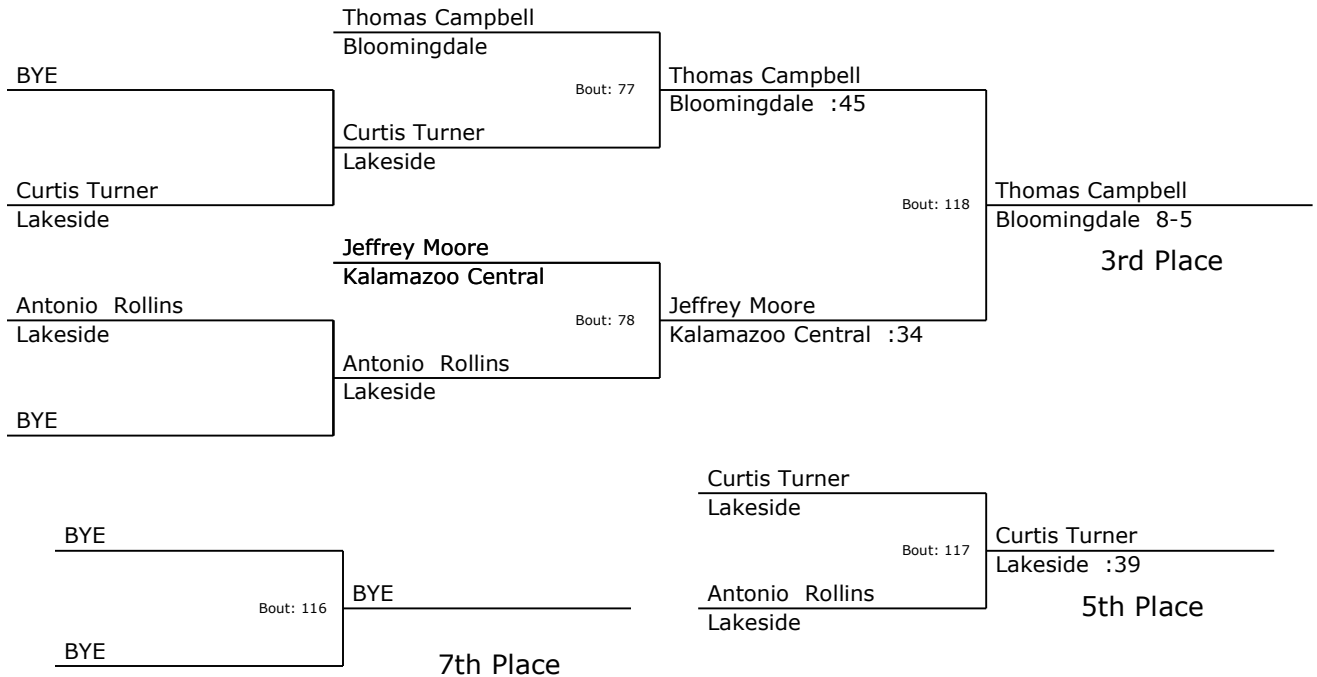 Thomas Campbell
Bloomingdale
BYE
Bout: 77
Thomas Campbell
Bloomingdale :45
Curtis Turner
Lakeside
Curtis Turner
Lakeside
Bout: 118
Thomas Campbell
Bloomingdale 8-5
3rd Place
Jeffrey Moore
Kalamazoo Central
Antonio Rollins
Lakeside
Bout: 78
Jeffrey Moore
Kalamazoo Central :34
Antonio Rollins
Lakeside
BYE
Curtis Turner
Lakeside
BYE
Bout: 117
Curtis Turner
Lakeside :39
5th Place
Bout: 116
BYE
Antonio Rollins
Lakeside
BYE
7th Place